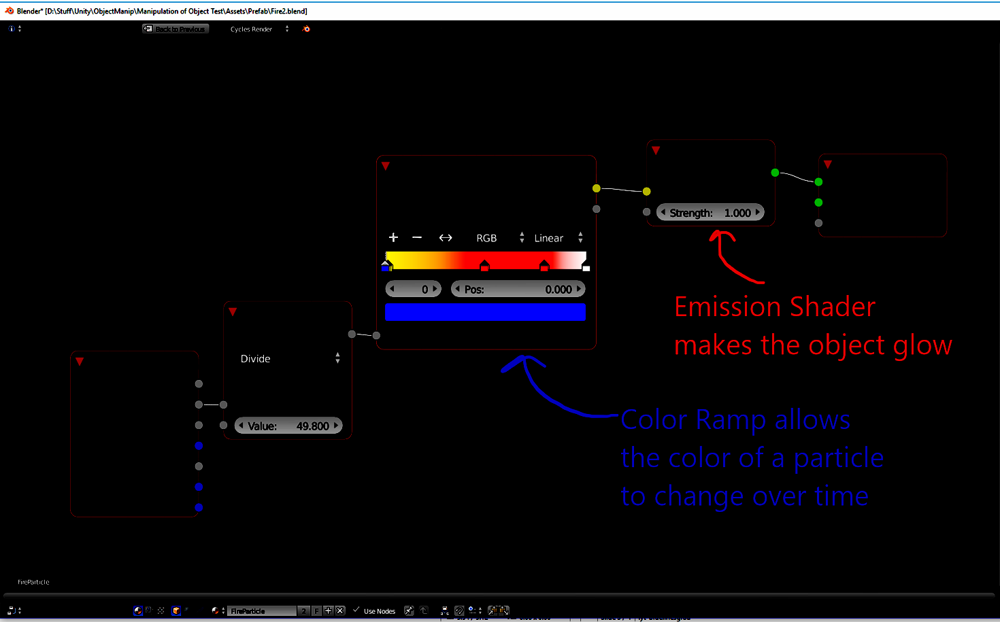 Blender* [D:\Stuff\Unity\ObjectManip\Manipulation of Object Test\Assets\Prefab\Fire2.blend]
Back to Previous
Cycles Render
Strength: 1.000
RGB
Linear
0
Pos: 0.000
Emission Shader
makes the object glow
Divide
Value: 49.800
Color Ramp allows
the color of a particle
to change over time
FireParticle
FireParticle
2
F
Use Nodes